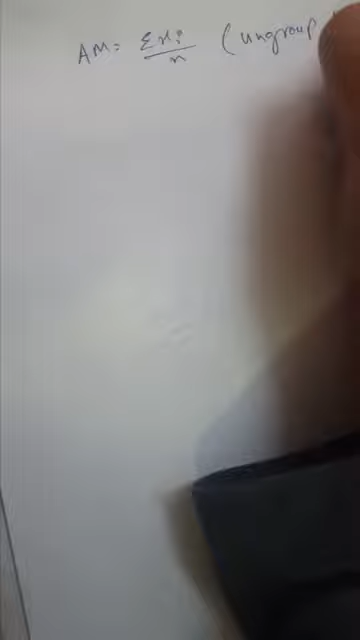 AM = Σxi / n (ungroup